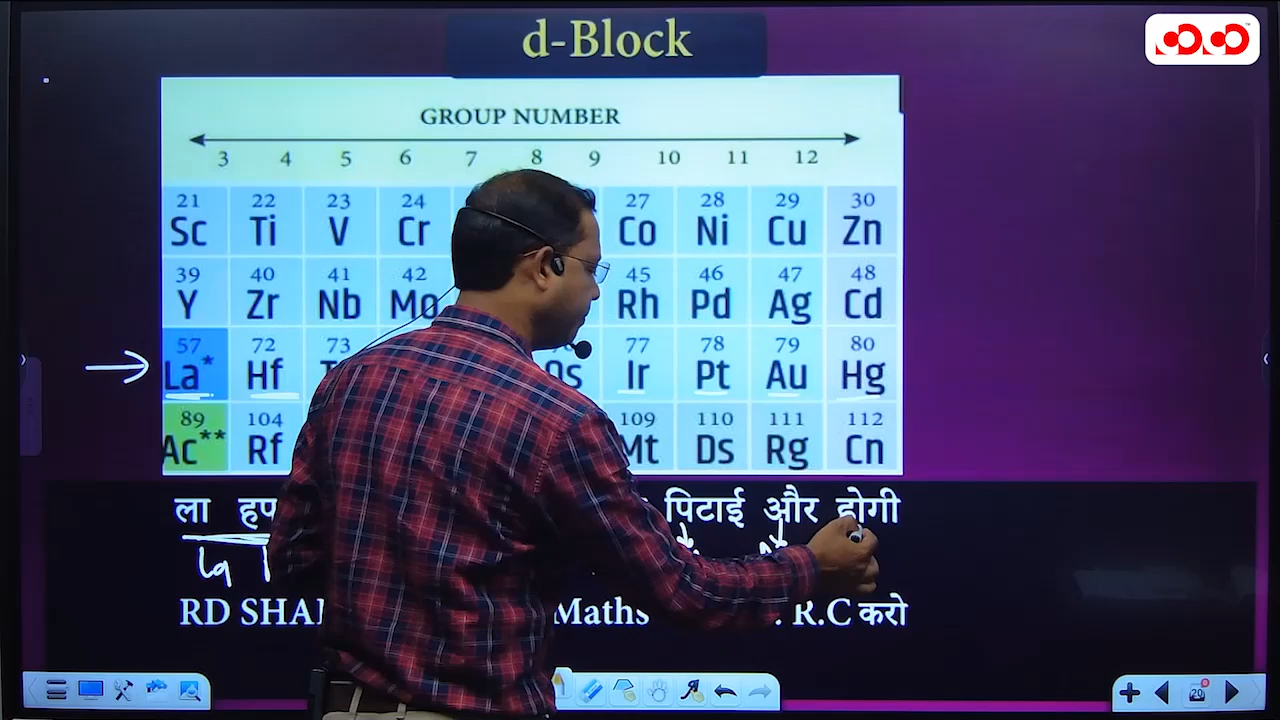 d-Block
GROUP NUMBER
3 4 5 6 7 8 9 10 11 12
21 22 23 24 27 28 29 30
Sc Ti V Cr Co Ni Cu Zn
39 40 41 42 45 46 47 48
Y Zr Nb Mo Rh Pd Ag Cd
57 72 73 77 78 79 80
La* Hf Os Ir Pt Au Hg
89 104 109 110 111 112
Ac** Rf Mt Ds Rg Cn
ला पिटाई और होगी
La
RD Maths R.C करो
20